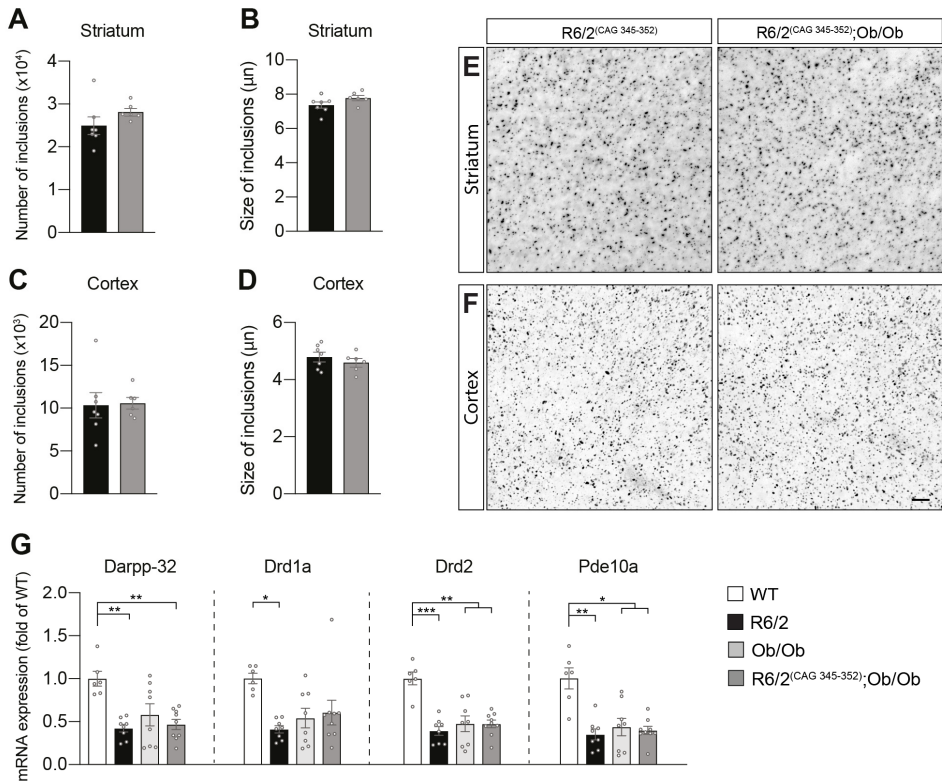 A
Striatum
Number of inclusions (x10⁴)
4
3
2
1
0
B
Striatum
Size of inclusions (µn)
10
8
6
4
2
0
C
Cortex
Number of inclusions (x10³)
20
15
10
5
0
D
Cortex
Size of inclusions (µn)
6
4
2
0
R6/2(CAG 345-352)
R6/2(CAG 345-352);Ob/Ob
E
Striatum
F
Cortex
G
mRNA expression (fold of WT)
2.0
1.5
1.0
0.5
0.0
Darpp-32
**
**
Drd1a
*
Drd2
**
***
Pde10a
*
**
WT
R6/2
Ob/Ob
R6/2(CAG 345-352);Ob/Ob